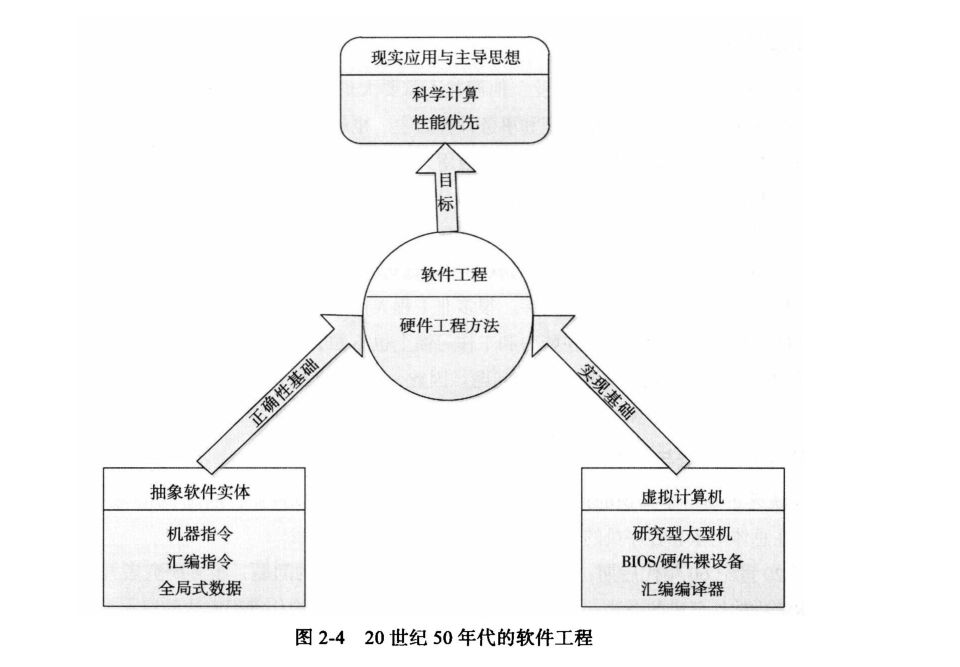 现实应用与主导思想
科学计算
性能优先
目
标
软件工程
硬件工程方法
正确性基础
实现基础
抽象软件实体
机器指令
汇编指令
全局式数据
虚拟计算机
研究型大型机
BIOS/硬件裸设备
汇编编译器
图 2-4 20 世纪 50 年代的软件工程